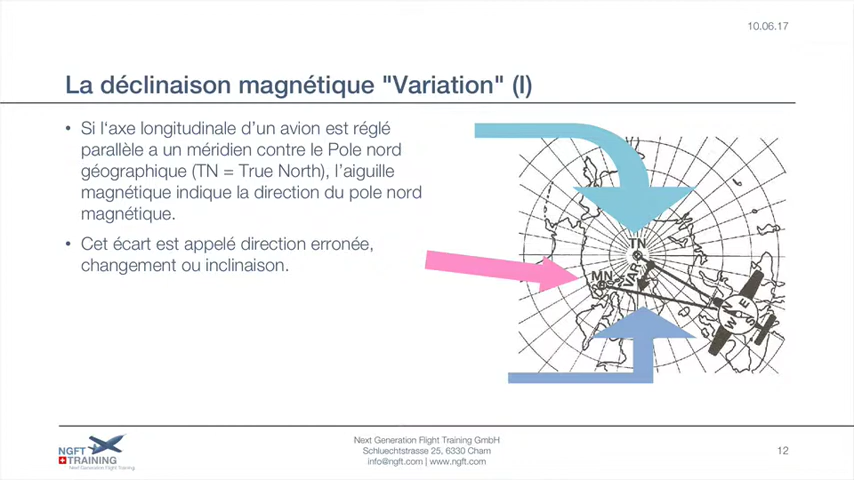 10.06.17
La déclinaison magnétique "Variation" (I)
• Si l'axe longitudinale d'un avion est réglé
parallèle a un méridien contre le Pole nord
géographique (TN = True North), l'aiguille
magnétique indique la direction du pole nord
magnétique.
• Cet écart est appelé direction erronée,
changement ou inclinaison.
TN
MN
VAR
N
E
S
W
NGFT
TRAINING
Next Generation Flight Training
Next Generation Flight Training GmbH
Schluechtstrasse 25, 6330 Cham
info@ngft.com | www.ngft.com
12